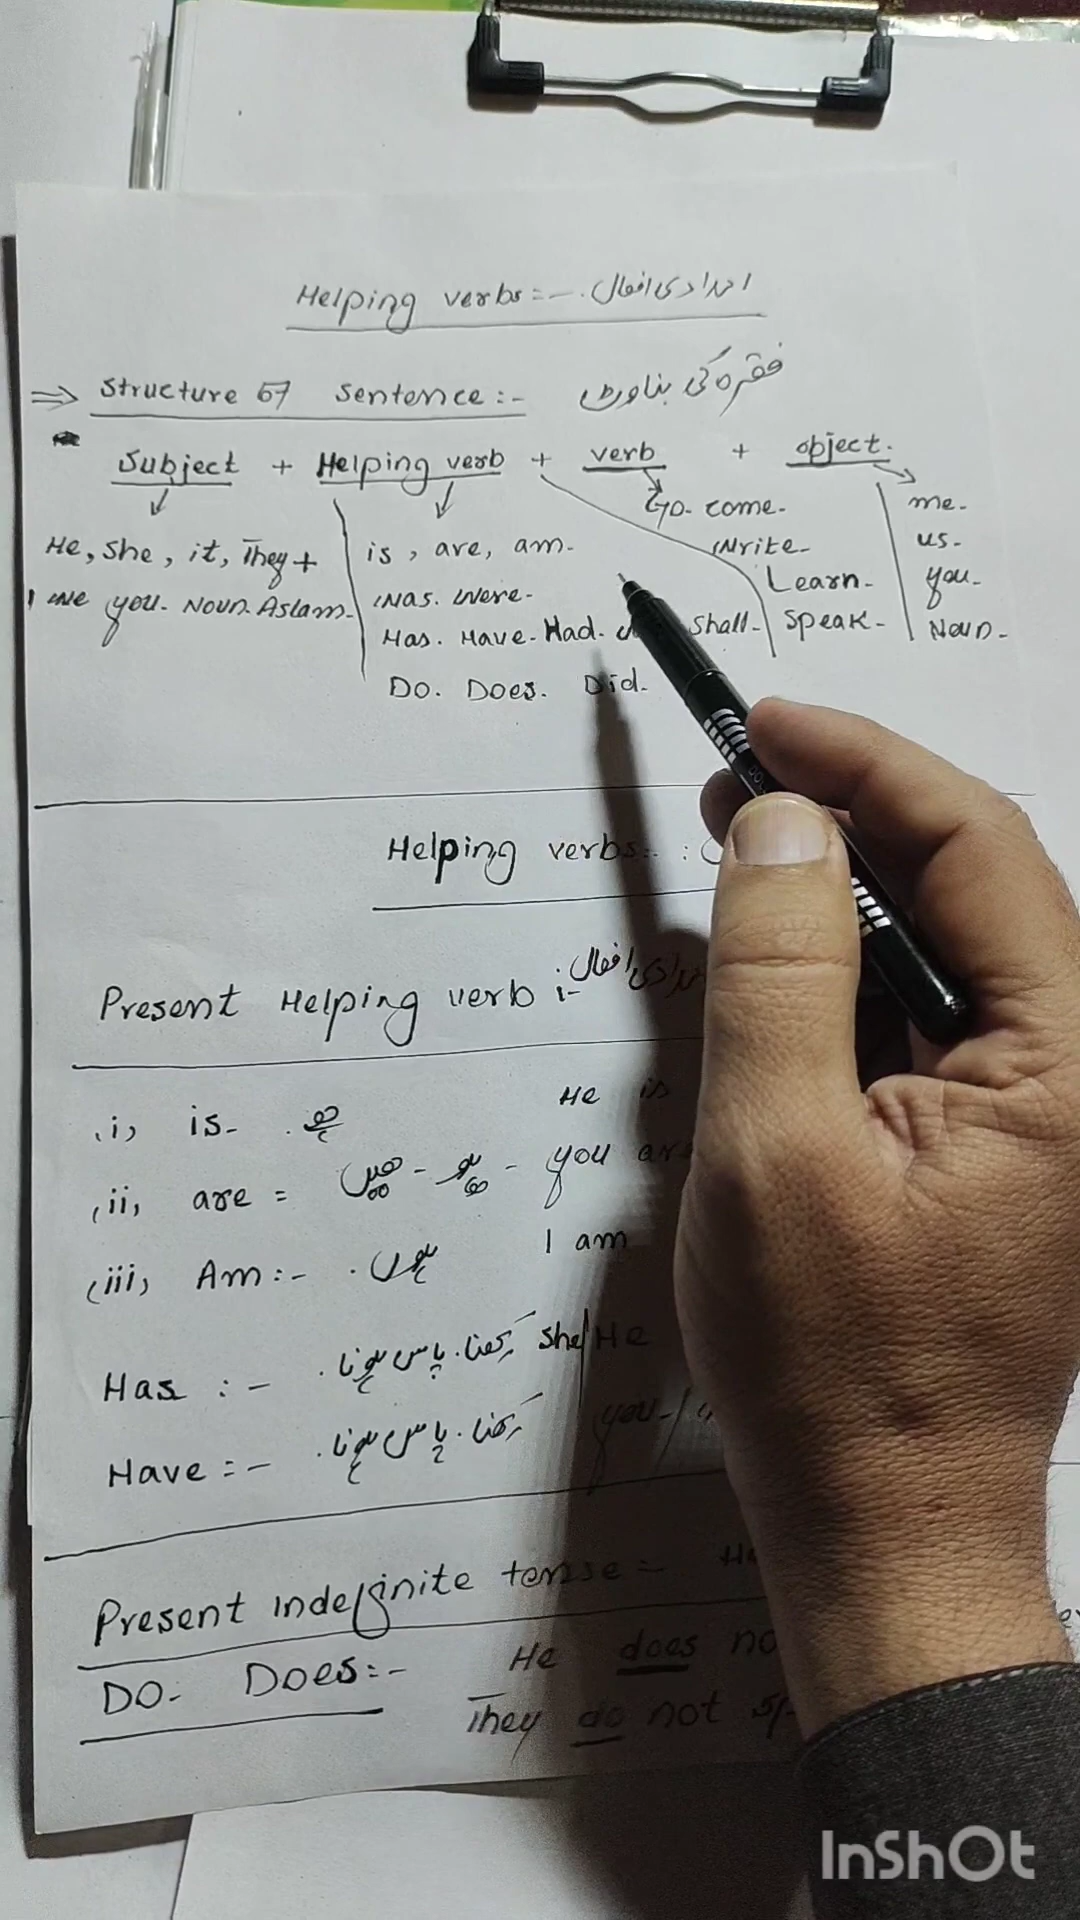 Helping verbs:- امدادی افعال
⇒ Structure of Sentence:- فقرہ کی بناوٹ
Subject + Helping verb + verb + object.
He, She, it, They + is, are, am. Go. come. me.
I we you. Noun. Aslam. Was. Were. Write. us.
Has. Have. Had. Shall. Learn. you.
Do. Does. Did. Speak. Noun.
Helping verbs:
Present Helping verb :- افعال
(i) is- ہے He is
(ii) are = ہیں - ہو - you are
(iii) Am:- ہوں. I am
Has :- رکھنا. پاس ہونا. She/He
Have :- رکھنا. پاس ہونا. you/
Present indefinite tense =
DO- Does:- He does
They do not
InShOt